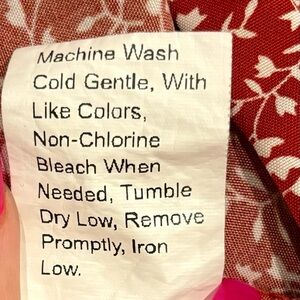 Machine Wash
Cold Gentle, With
Like Colors,
Non-Chlorine
Bleach When
Needed, Tumble
Dry Low, Remove
Promptly, Iron
Low.